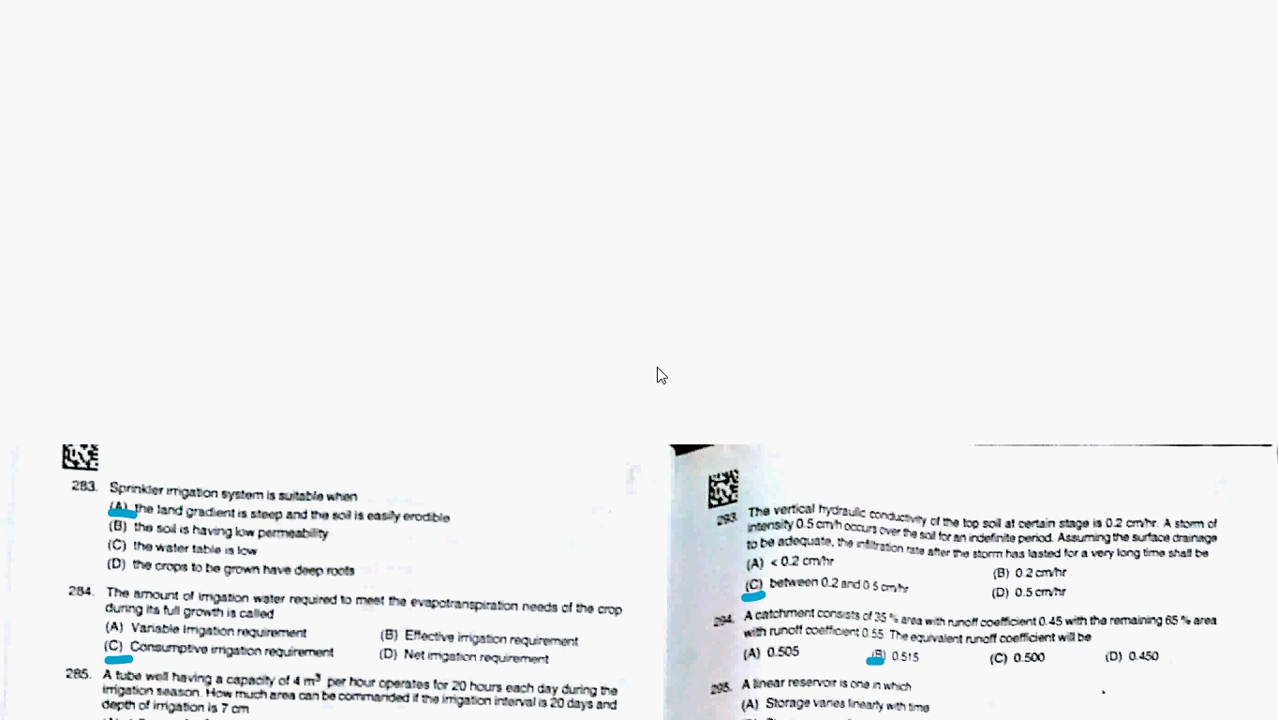 283. Sprinkler irrigation system is suitable when
(A) the land gradient is steep and the soil is easily erodible
(B) the soil is having low permeability
(C) the water table is low
(D) the crops to be grown have deep roots
284. The amount of irrigation water required to meet the evapotranspiration needs of the crop
during its full growth is called
(A) Variable Irrigation requirement (B) Effective irrigation requirement
(C) Consumptive irrigation requirement (D) Net irrigation requirement
285. A tube well having a capacity of 4 m³ per hour operates for 20 hours each day during the
irrigation season. How much area can be commanded if the irrigation interval is 20 days and
depth of irrigation is 7 cm
293. The vertical hydraulic conductivity of the top soil at certain stage is 0.2 cm/hr. A storm of
intensity 0.5 cm/h occurs over the soil for an indefinite period. Assuming the surface drainage
to be adequate, the infiltration rate after the storm has lasted for a very long time shall be
(A) < 0.2 cm/hr (B) 0.2 cm/hr
(C) between 0.2 and 0.5 cm/hr (D) 0.5 cm/hr
294. A catchment consists of 35 % area with runoff coefficient 0.45 with the remaining 65 % area
with runoff coefficient 0.55 The equivalent runoff coefficient will be
(A) 0.505 (B) 0.515 (C) 0.500 (D) 0.450
295. A linear reservoir is one in which
(A) Storage varies linearly with time